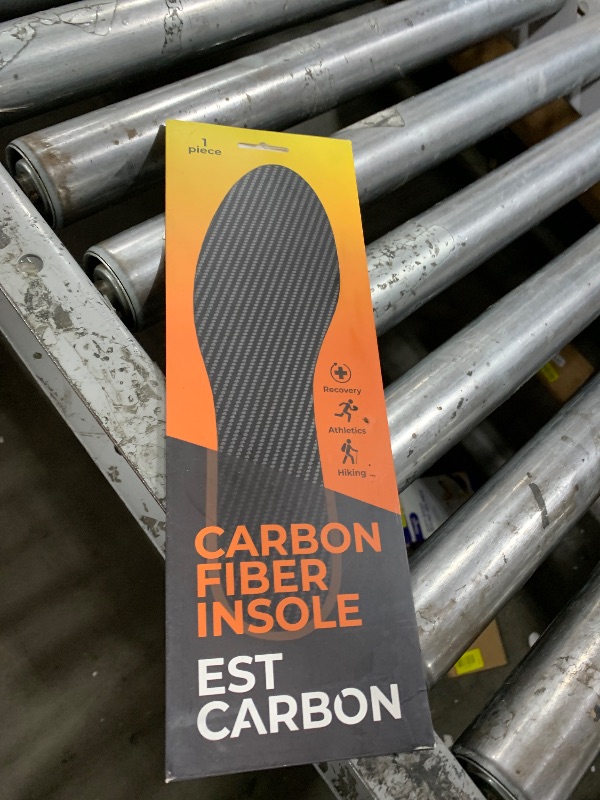 1
piece
Recovery
Athletics
Hiking
CARBON
FIBER
INSOLE
EST
CARBON